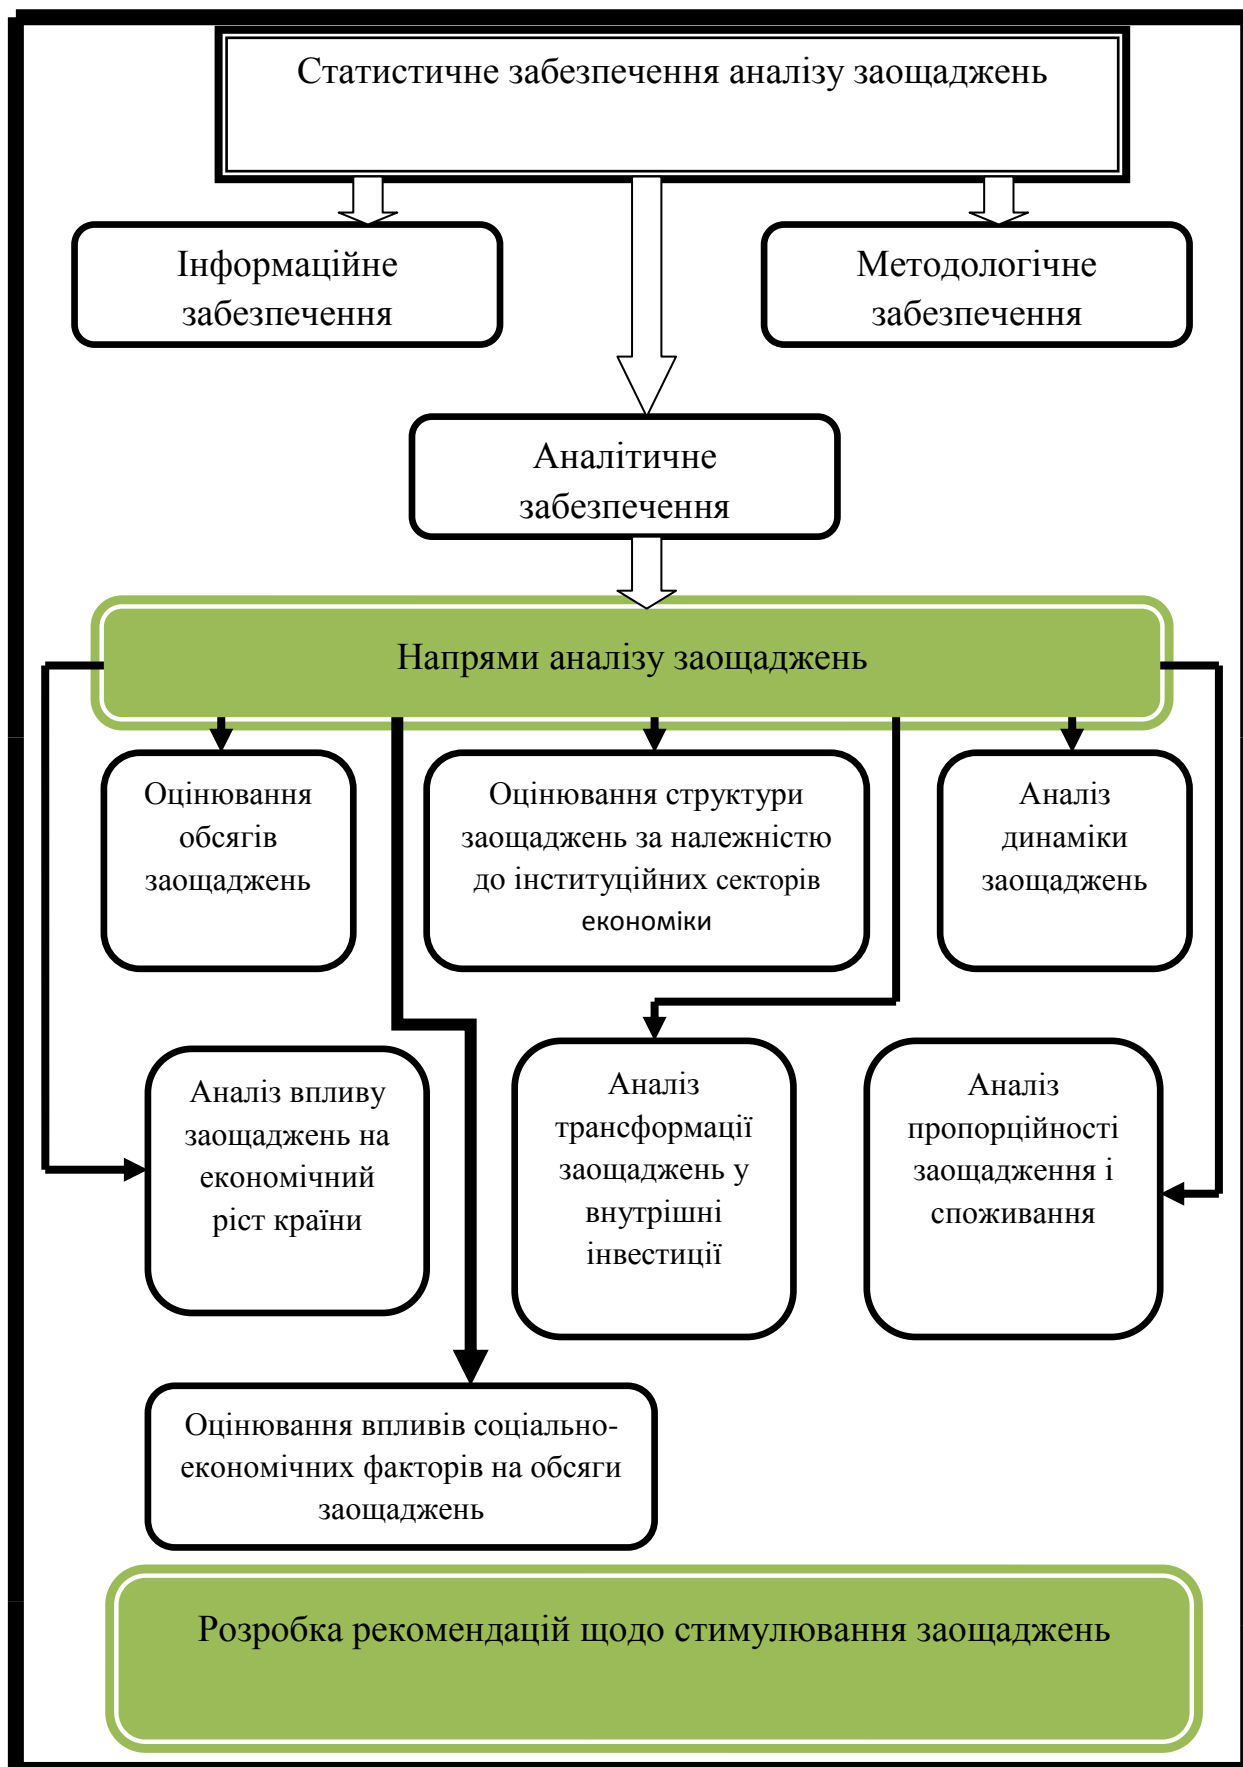 Статистичне забезпечення аналізу заощаджень
Інформаційне
забезпечення
Методологічне
забезпечення
Аналітичне
забезпечення
Напрями аналізу заощаджень
Оцінювання
обсягів
заощаджень
Оцінювання структури
заощаджень за належністю
до інституційних секторів
економіки
Аналіз
динаміки
заощаджень
Аналіз впливу
заощаджень на
економічний
ріст країни
Аналіз
трансформації
заощаджень у
внутрішні
інвестиції
Аналіз
пропорційності
заощадження і
споживання
Оцінювання впливів соціально-
економічних факторів на обсяги
заощаджень
Розробка рекомендацій щодо стимулювання заощаджень